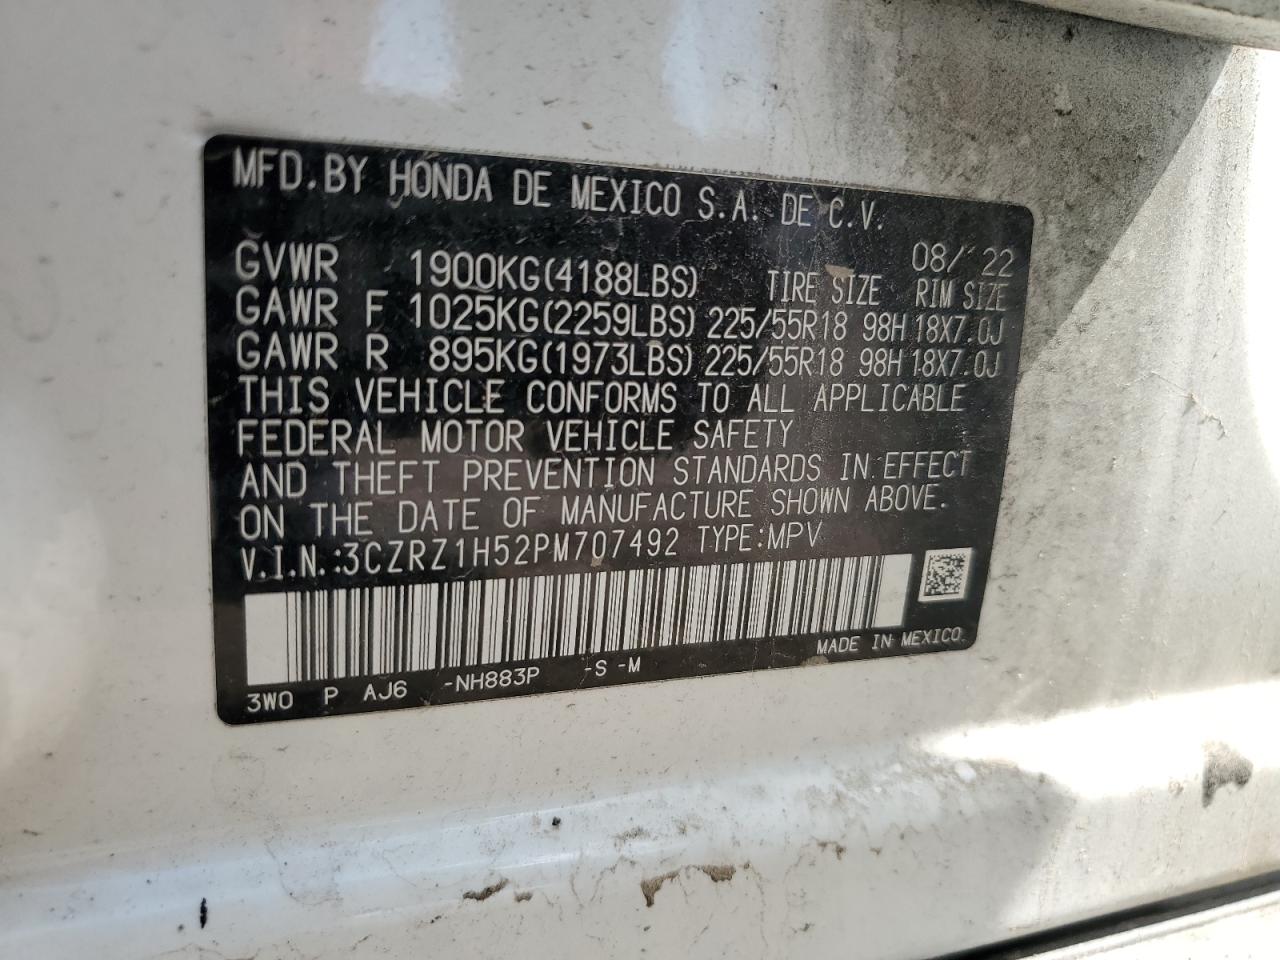 MFD.BY HONDA DE MEXICO S.A. DE C.V.
08/ 22
GVWR 1900KG(4188LBS) TIRE SIZE RIM SIZE
GAWR F 1025KG(2259LBS) 225/55R18 98H 18X7.0J
GAWR R 895KG(1973LBS) 225/55R18 98H 18X7.0J
THIS VEHICLE CONFORMS TO ALL APPLICABLE
FEDERAL MOTOR VEHICLE SAFETY
AND THEFT PREVENTION STANDARDS IN EFFECT
ON THE DATE OF MANUFACTURE SHOWN ABOVE.
V.I.N.:3CZRZ1H52PM707492 TYPE:MPV
MADE IN MEXICO
3W0 P AJ6 -NH883P -S -M